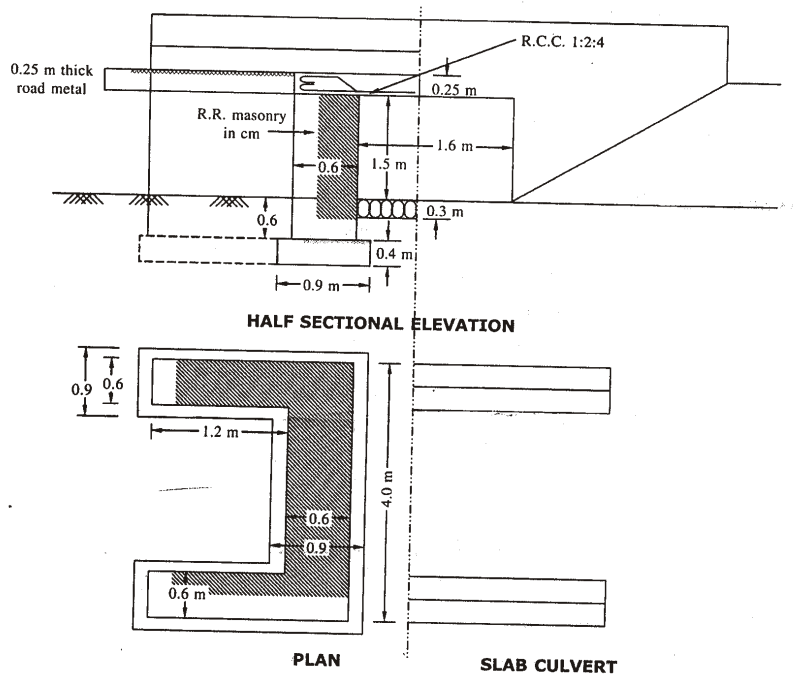 R.C.C. 1:2:4
0.25 m thick
road metal
0.25 m
R.R. masonry
in cm
1.6 m
0.6
1.5 m
0.6
0.3 m
0.4 m
0.9 m
HALF SECTIONAL ELEVATION
0.9
0.6
1.2 m
4.0 m
0.6
0.9
0.6 m
PLAN
SLAB CULVERT